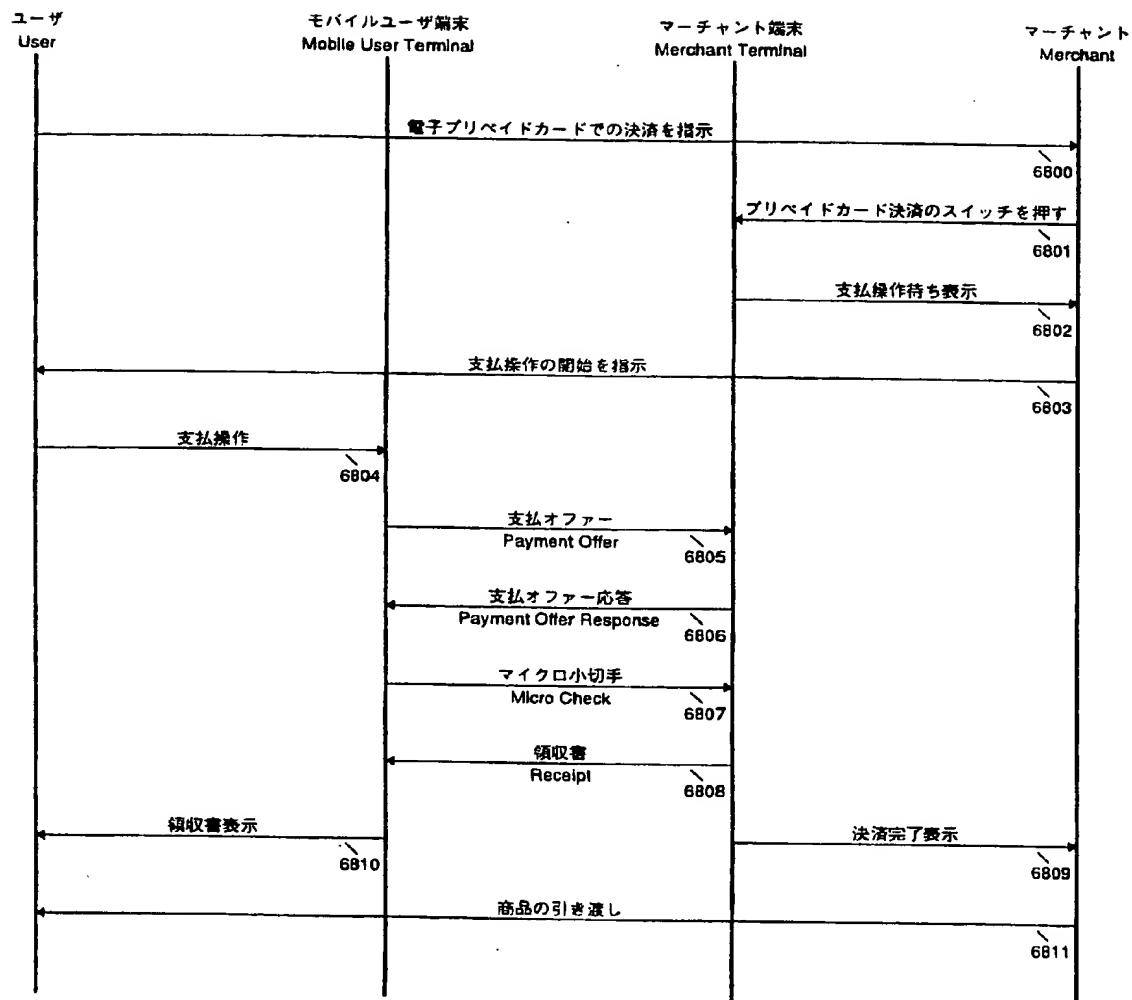 ユーザ
User
モバイルユーザ端末
Mobile User Terminal
マーチャント端末
Merchant Terminal
マーチャント
Merchant
電子プリペイドカードでの決済を指示
6800
プリペイドカード決済のスイッチを押す
6801
支払操作待ち表示
6802
支払操作の開始を指示
6803
支払操作
6804
支払オファー
Payment Offer
6805
支払オファー応答
Payment Offer Response
6806
マイクロ小切手
Micro Check
6807
領収書
Receipt
6808
領収書表示
6810
決済完了表示
6809
商品の引き渡し
6811